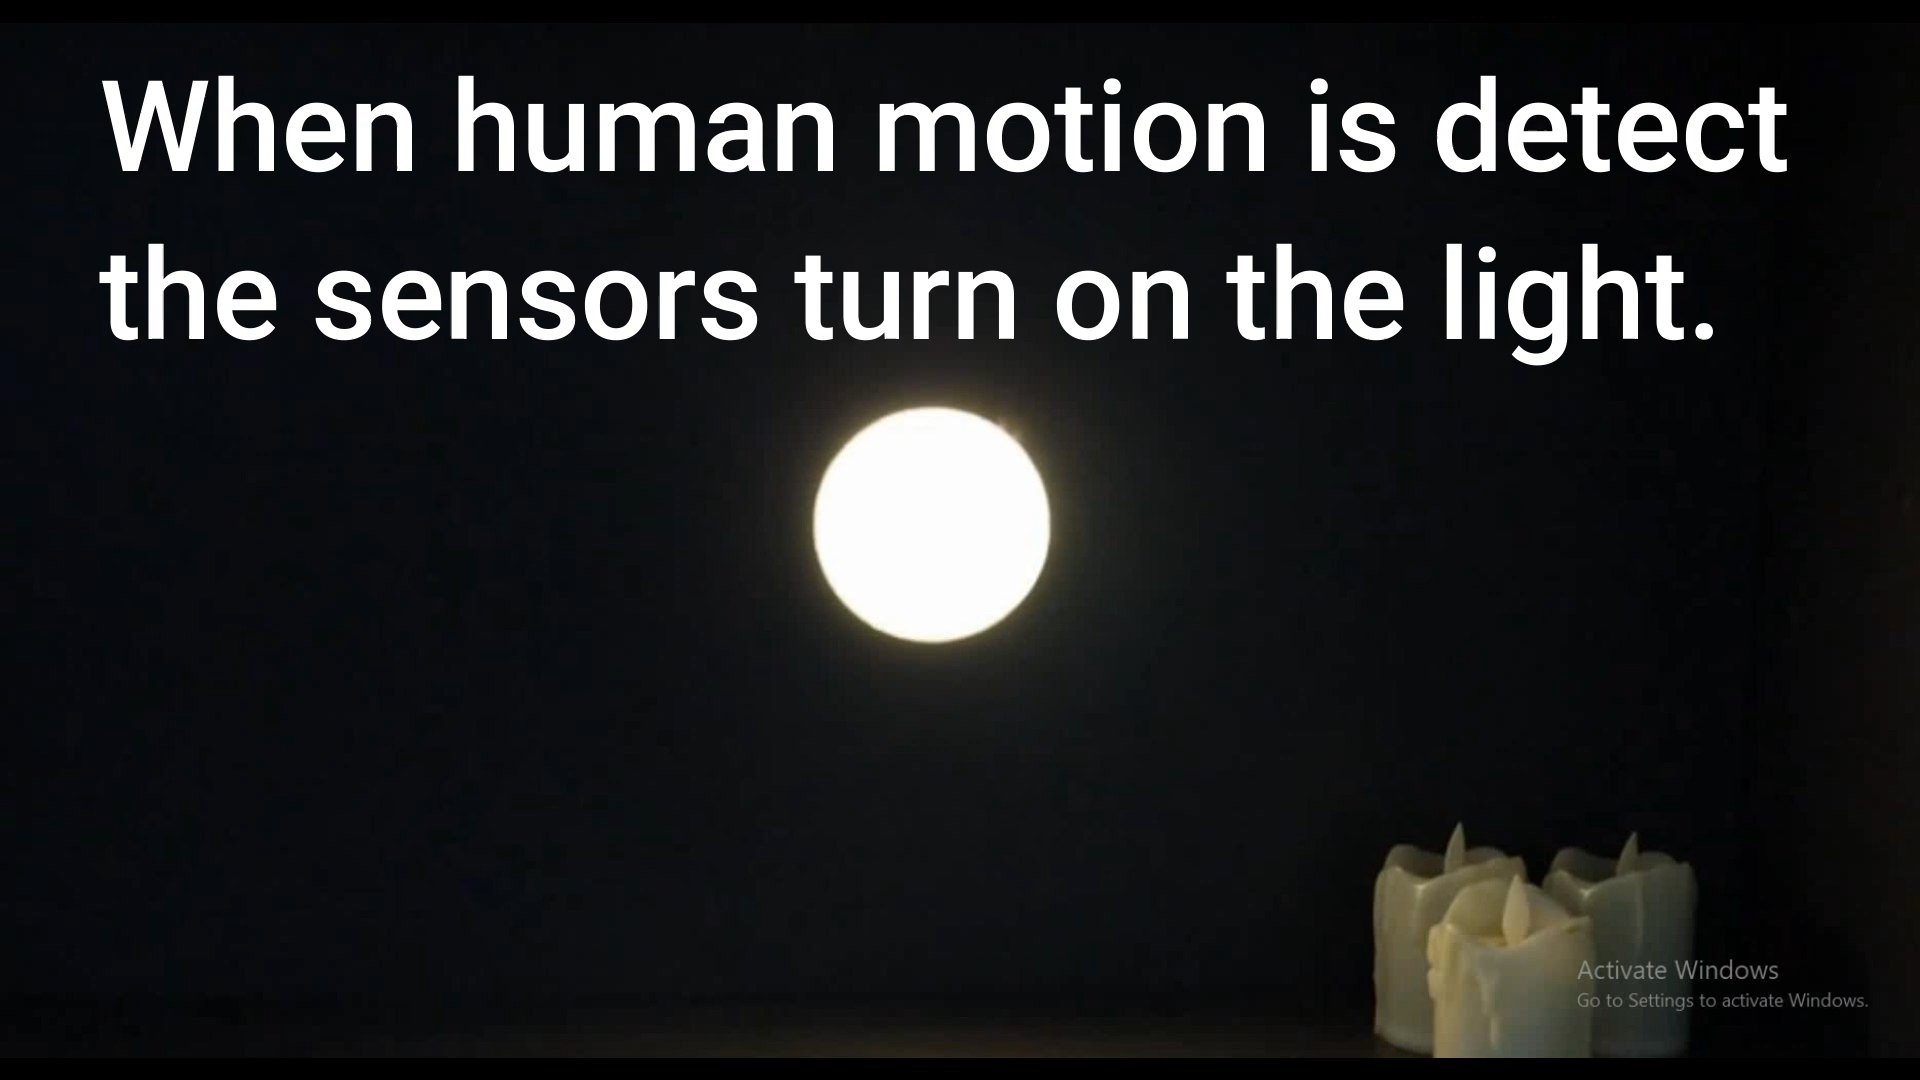 When human motion is detect
the sensors turn on the light.
Activate Windows
Go to Settings to activate Windows.